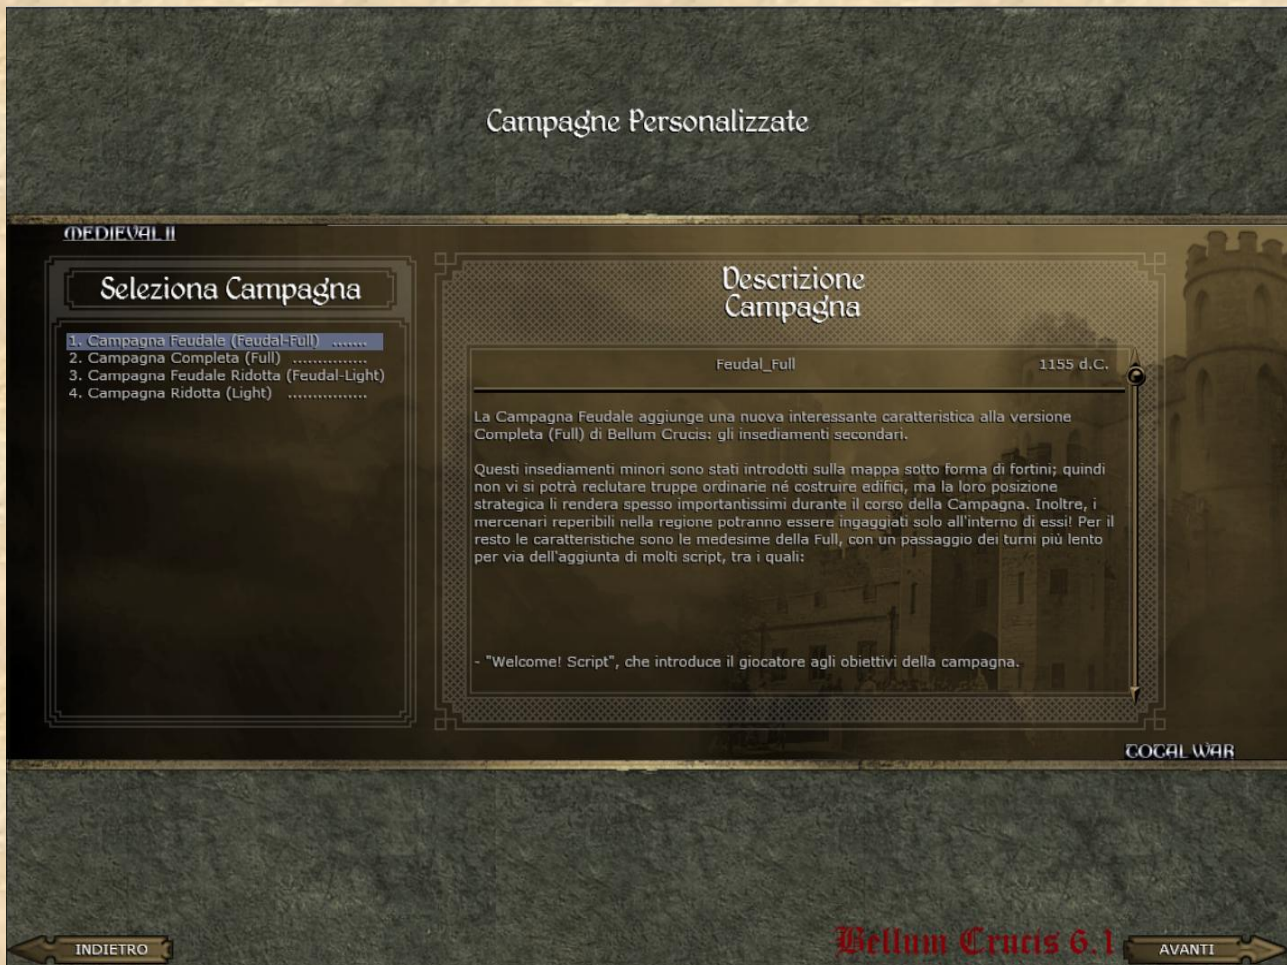 Campagne Personalizzate
MEDIEVAL II
Seleziona Campagna
1. Campagna Feudale (Feudal-Full) .......
2. Campagna Completa (Full) ...............
3. Campagna Feudale Ridotta (Feudal-Light)
4. Campagna Ridotta (Light) ................
Descrizione
Campagna
Feudal_Full 1155 d.C.
La Campagna Feudale aggiunge una nuova interessante caratteristica alla versione
Completa (Full) di Bellum Crucis: gli insediamenti secondari.
Questi insediamenti minori sono stati introdotti sulla mappa sotto forma di fortini; quindi
non vi si potrà reclutare truppe ordinarie né costruire edifici, ma la loro posizione
strategica li rendera spesso importantissimi durante il corso della Campagna. Inoltre, i
mercenari reperibili nella regione potranno essere ingaggiati solo all'interno di essi! Per il
resto le caratteristiche sono le medesime della Full, con un passaggio dei turni più lento
per via dell'aggiunta di molti script, tra i quali:
- "Welcome! Script", che introduce il giocatore agli obiettivi della campagna.
TOTAL WAR
INDIETRO
Bellum Crucis 6.1
AVANTI